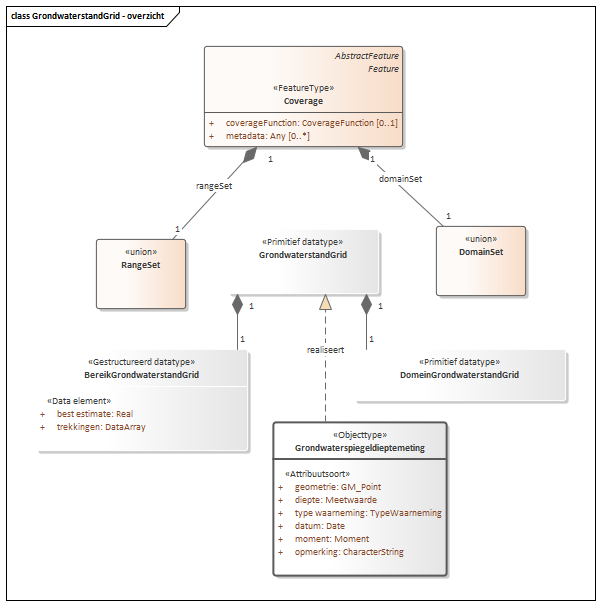 class GrondwaterstandGrid - overzicht
AbstractFeature
Feature
«FeatureType»
Coverage
+ coverageFunction: CoverageFunction [0..1]
+ metadata: Any [0..*]
1
1
rangeSet
domainSet
1
1
«union»
RangeSet
«Primitief datatype»
GrondwaterstandGrid
«union»
DomainSet
1
1
realiseert
1
1
«Gestructureerd datatype»
BereikGrondwaterstandGrid
«Data element»
+ best estimate: Real
+ trekkingen: DataArray
«Primitief datatype»
DomeinGrondwaterstandGrid
«Objecttype»
Grondwaterspiegeldieptemeting
«Attribuutsoort»
+ geometrie: GM_Point
+ diepte: Meetwaarde
+ type waarneming: TypeWaarneming
+ datum: Date
+ moment: Moment
+ opmerking: CharacterString